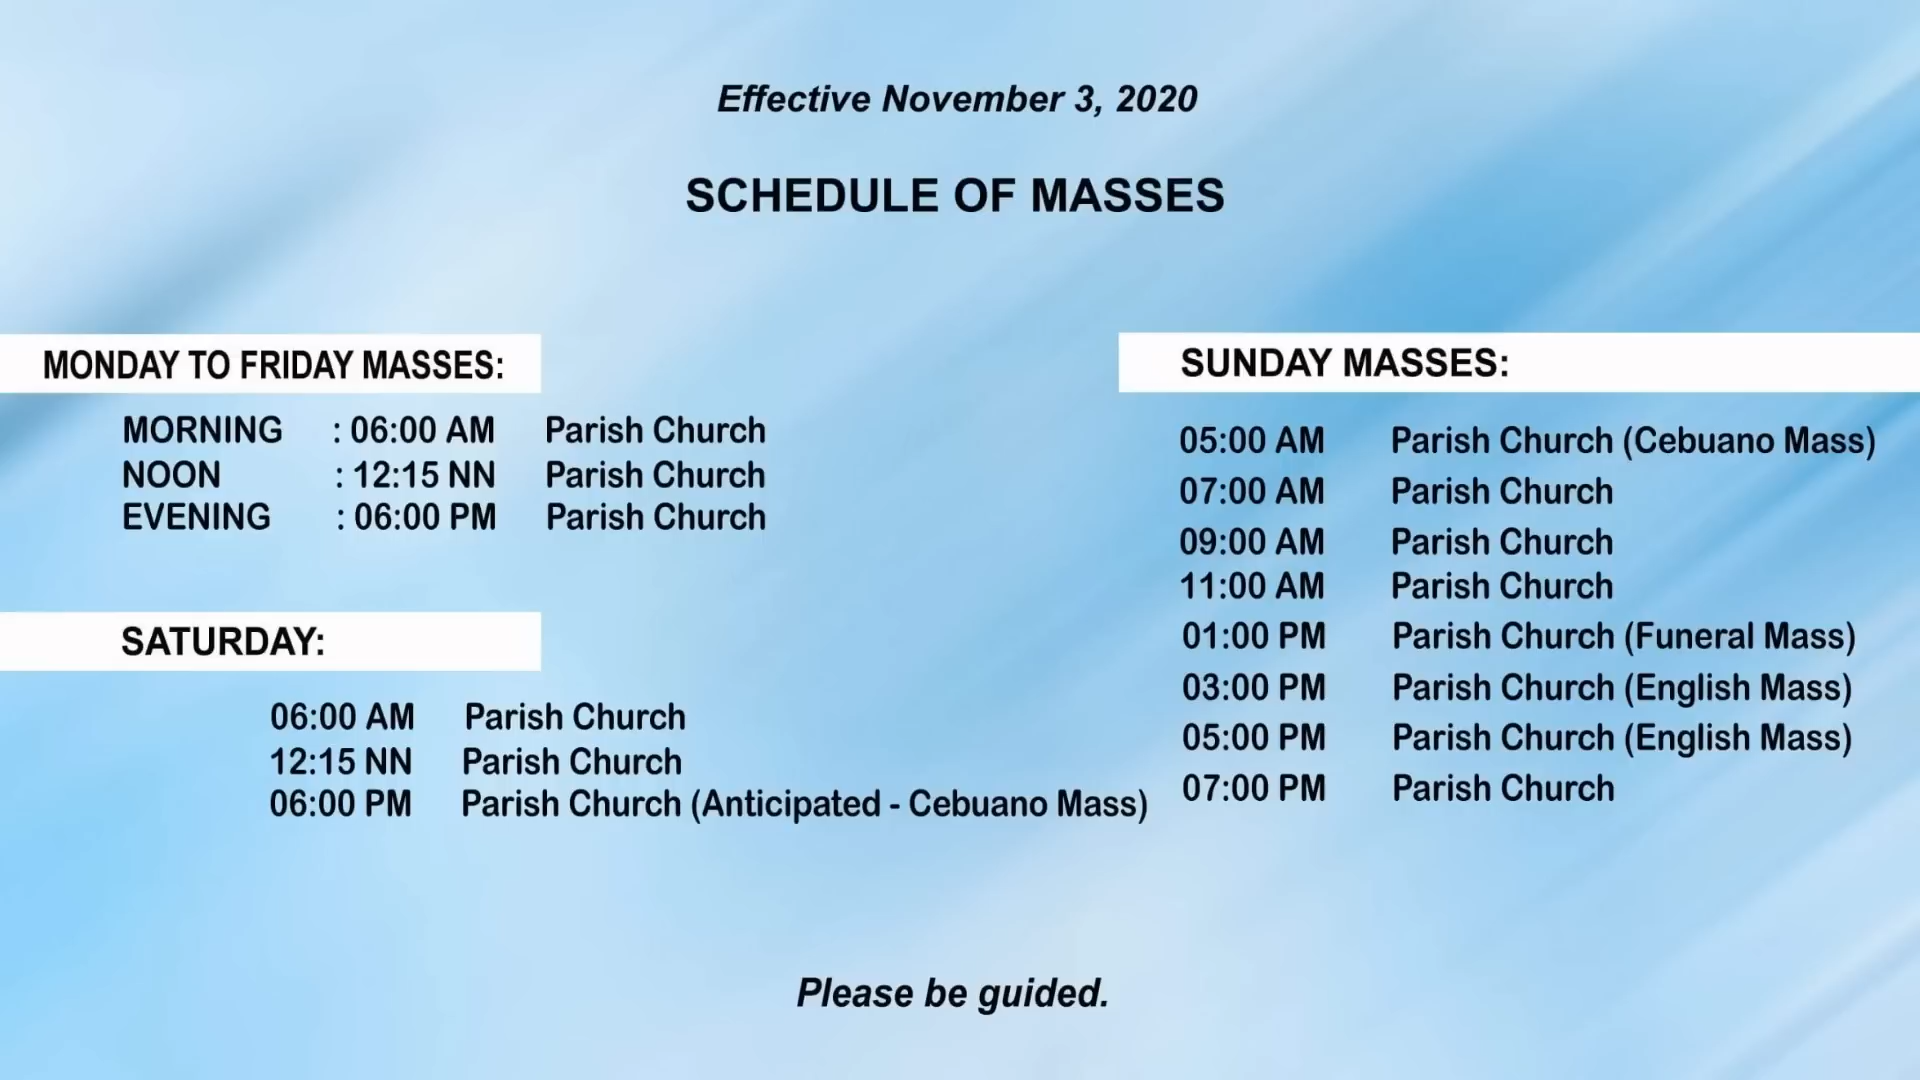 Effective November 3, 2020
SCHEDULE OF MASSES
MONDAY TO FRIDAY MASSES:
MORNING : 06:00 AM Parish Church
NOON : 12:15 NN Parish Church
EVENING : 06:00 PM Parish Church
SATURDAY:
06:00 AM Parish Church
12:15 NN Parish Church
06:00 PM Parish Church (Anticipated - Cebuano Mass)
SUNDAY MASSES:
05:00 AM Parish Church (Cebuano Mass)
07:00 AM Parish Church
09:00 AM Parish Church
11:00 AM Parish Church
01:00 PM Parish Church (Funeral Mass)
03:00 PM Parish Church (English Mass)
05:00 PM Parish Church (English Mass)
07:00 PM Parish Church
Please be guided.